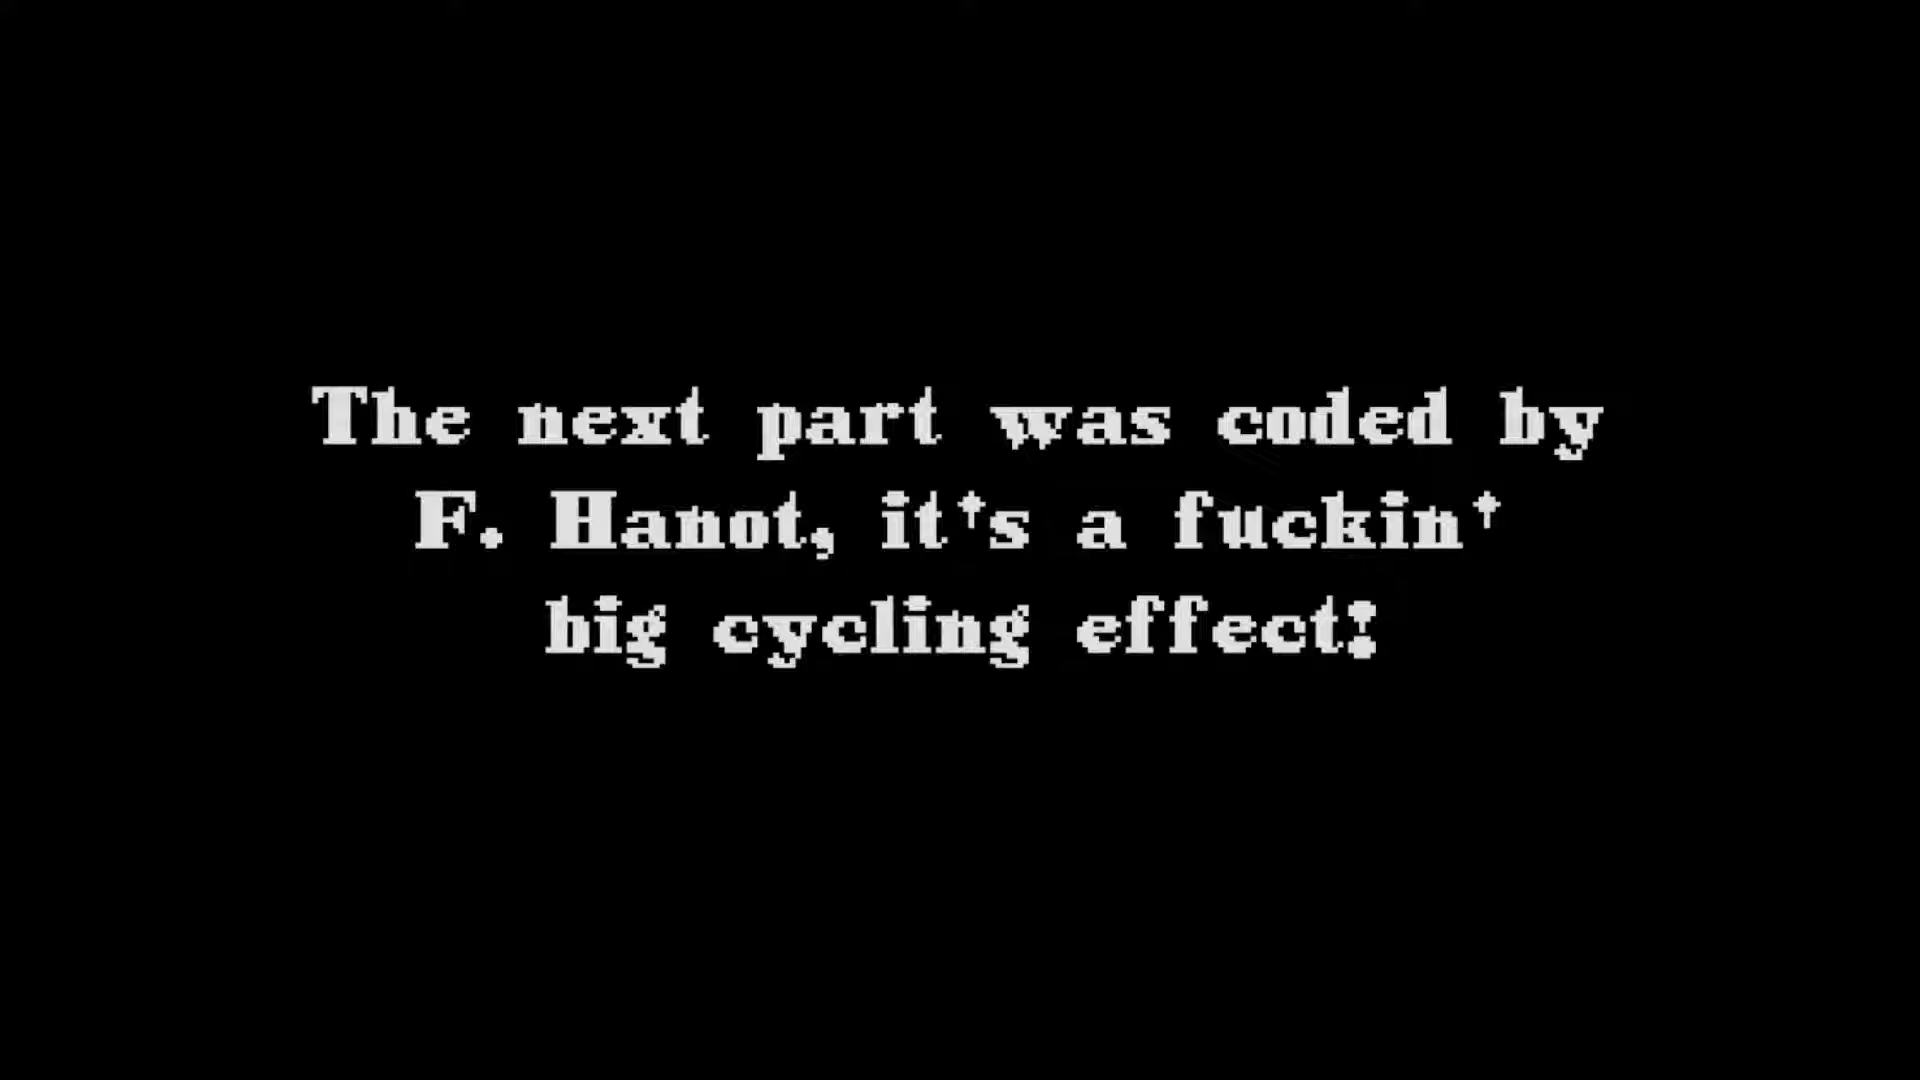 The next part was coded by
F. Hanot, it's a fuckin'
big cycling effect!